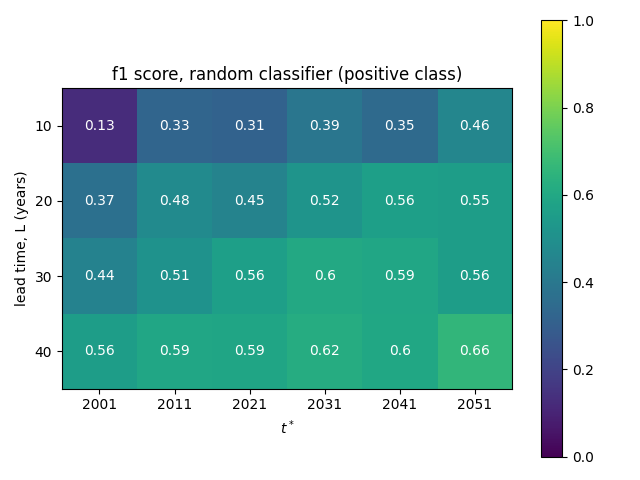 f1 score, random classifier (positive class)
1.0
0.8
0.6
0.4
0.2
0.0
lead time, L (years)
10 0.13 0.33 0.31 0.39 0.35 0.46
20 0.37 0.48 0.45 0.52 0.56 0.55
30 0.44 0.51 0.56 0.6 0.59 0.56
40 0.56 0.59 0.59 0.62 0.6 0.66
2001 2011 2021 2031 2041 2051
t*